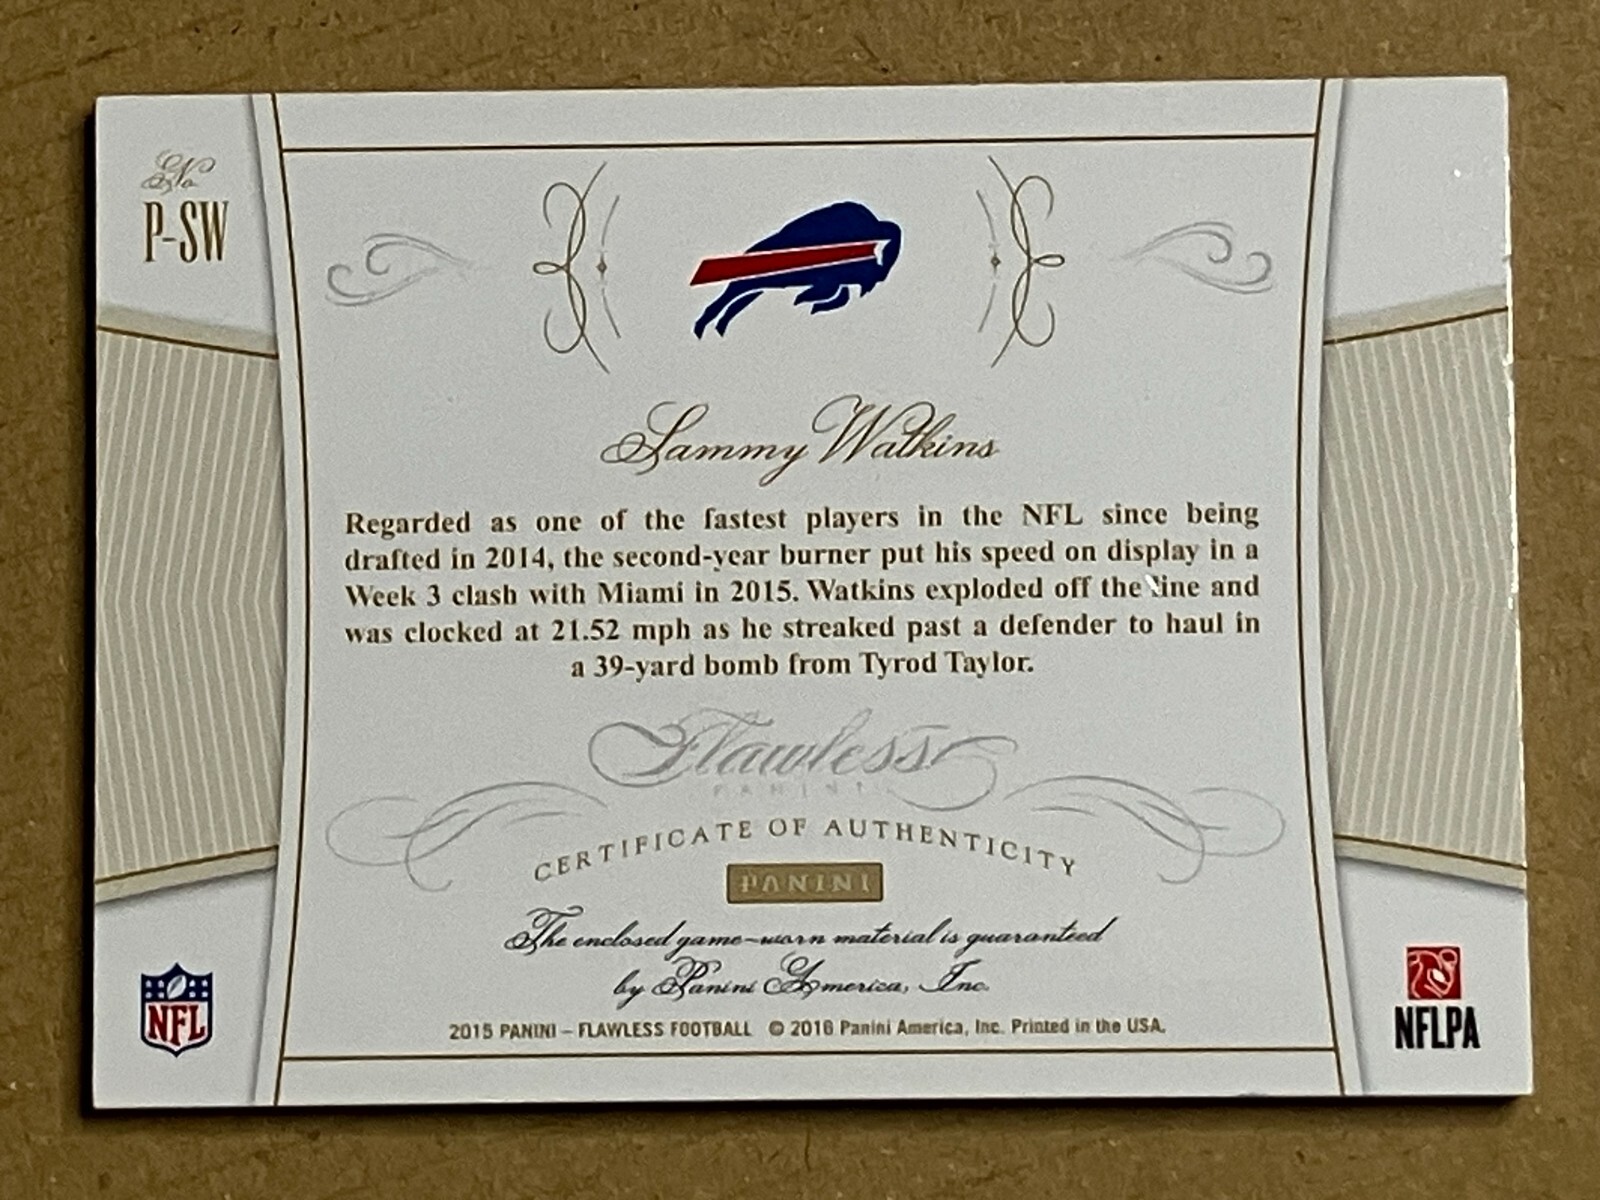 No
P-SW
Sammy Watkins
Regarded as one of the fastest players in the NFL since being
drafted in 2014, the second-year burner put his speed on display in a
Week 3 clash with Miami in 2015. Watkins exploded off the line and
was clocked at 21.52 mph as he streaked past a defender to haul in
a 39-yard bomb from Tyrod Taylor.
Flawless
PANINI
CERTIFICATE OF AUTHENTICITY
PANINI
The enclosed game-worn material is guaranteed
by Panini America, Inc.
2015 PANINI – FLAWLESS FOOTBALL © 2016 Panini America, Inc. Printed in the USA.
NFL
NFLPA